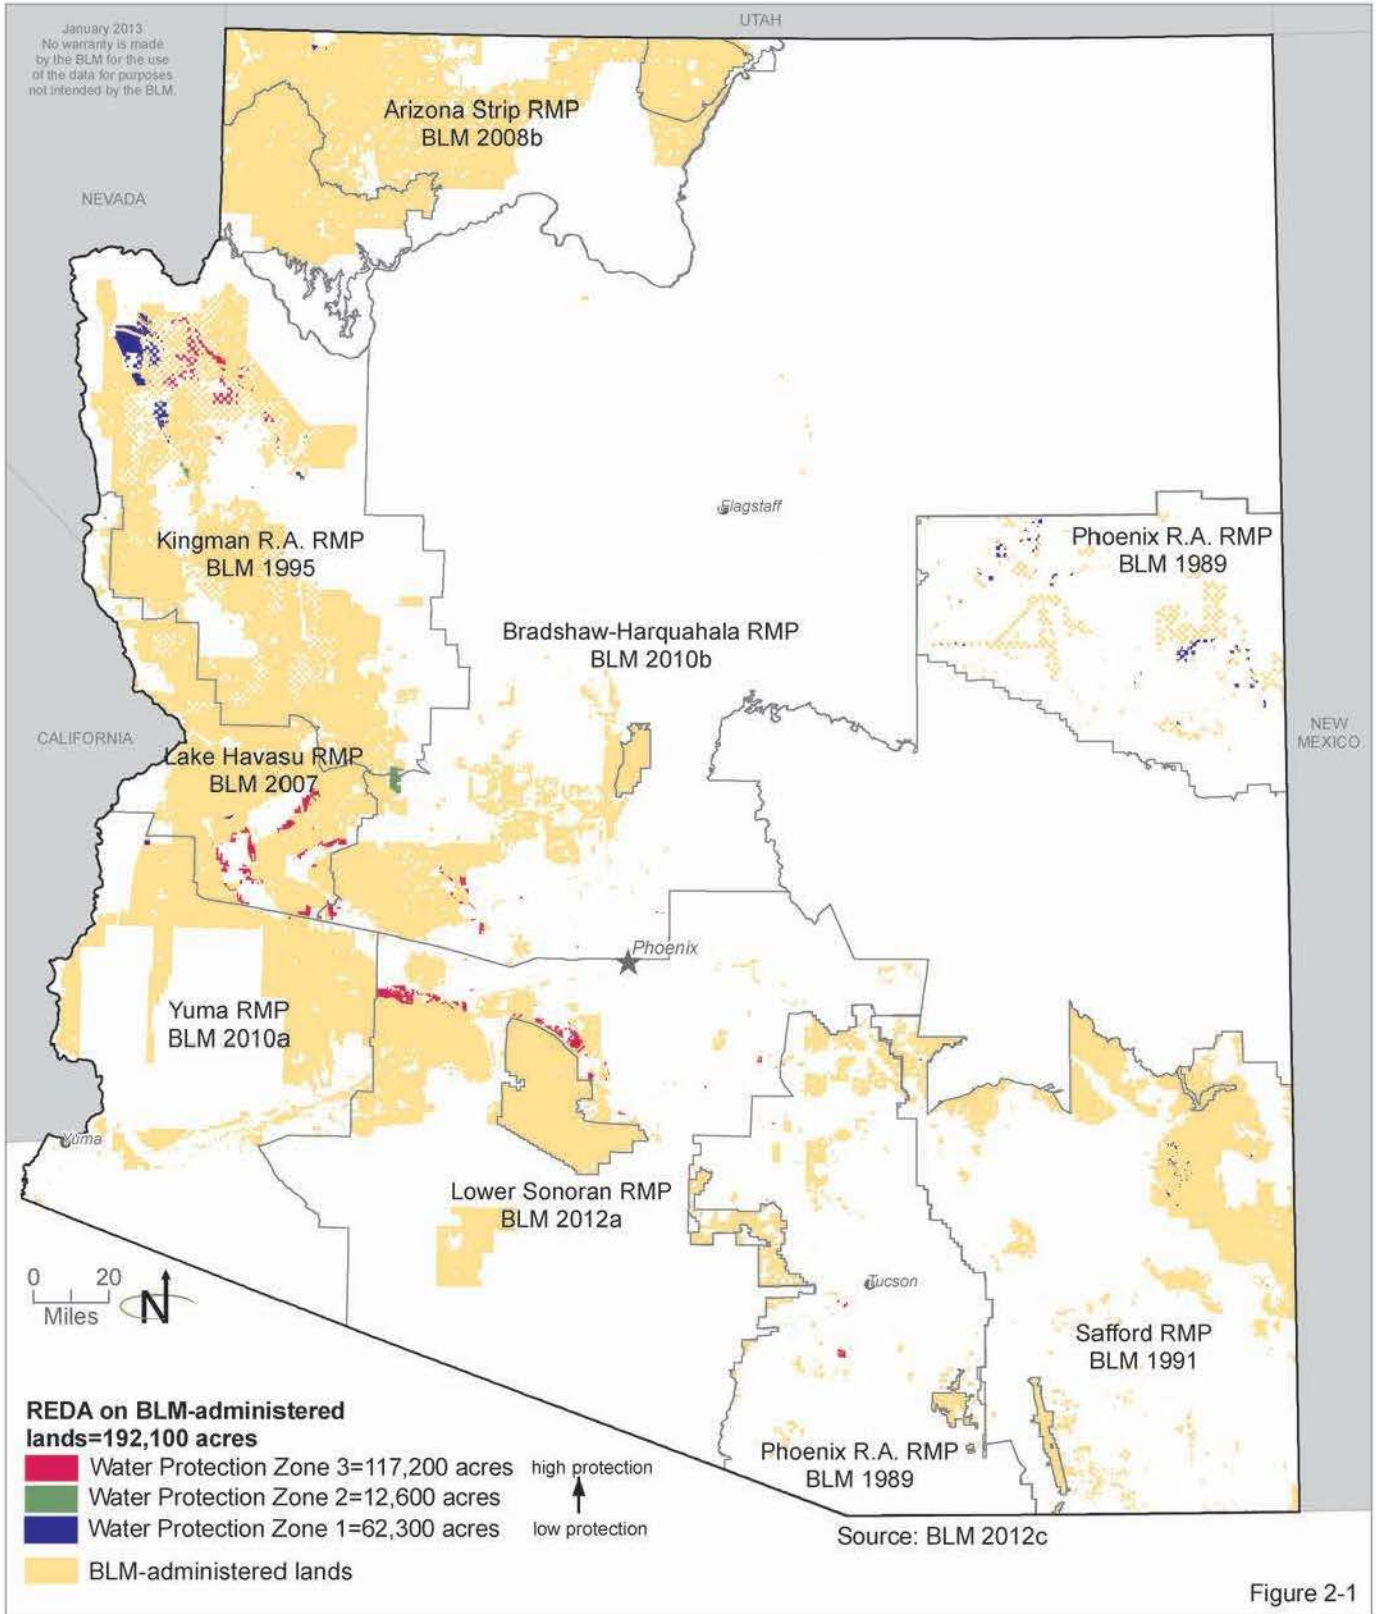 January 2013
No warranty is made
by the BLM for the use
of the data for purposes
not intended by the BLM.
UTAH
Arizona Strip RMP
BLM 2008b
NEVADA
Flagstaff
Kingman R.A. RMP
BLM 1995
Phoenix R.A. RMP
BLM 1989
Bradshaw-Harquahala RMP
BLM 2010b
CALIFORNIA
NEW
MEXICO
Lake Havasu RMP
BLM 2007
Phoenix
Yuma RMP
BLM 2010a
Yuma
Lower Sonoran RMP
BLM 2012a
Tucson
0 20
Miles
N
Safford RMP
BLM 1991
REDA on BLM-administered
lands=192,100 acres
Water Protection Zone 3=117,200 acres high protection
Water Protection Zone 2=12,600 acres
Water Protection Zone 1=62,300 acres low protection
BLM-administered lands
Phoenix R.A. RMP
BLM 1989
Source: BLM 2012c
Figure 2-1